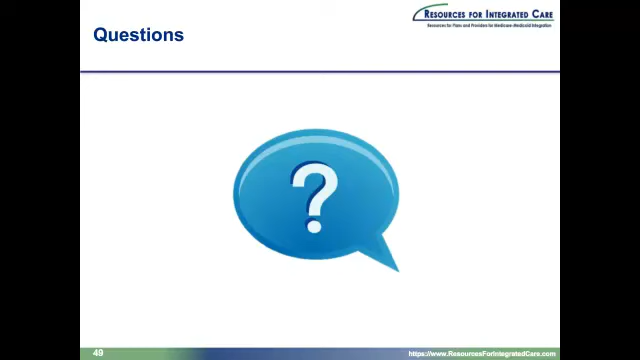 Resources for Integrated Care
Resources for Plans and Providers for Medicare-Medicaid Integration
Questions
?
49
https://www.ResourcesForIntegratedCare.com